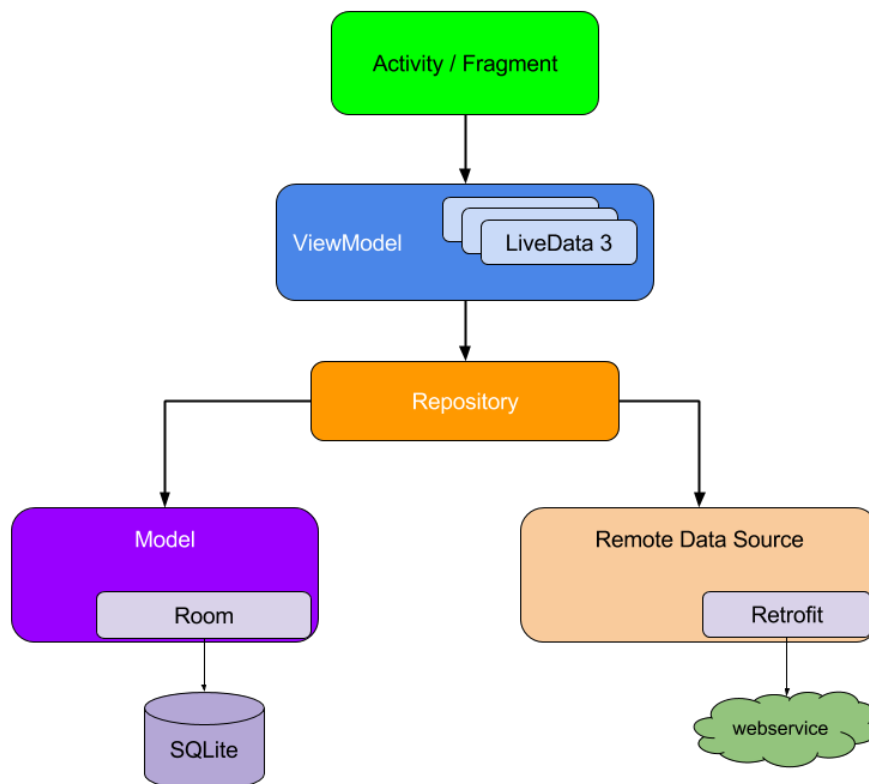 Activity / Fragment
ViewModel
LiveData 3
Repository
Model
Remote Data Source
Room
Retrofit
SQLite
webservice